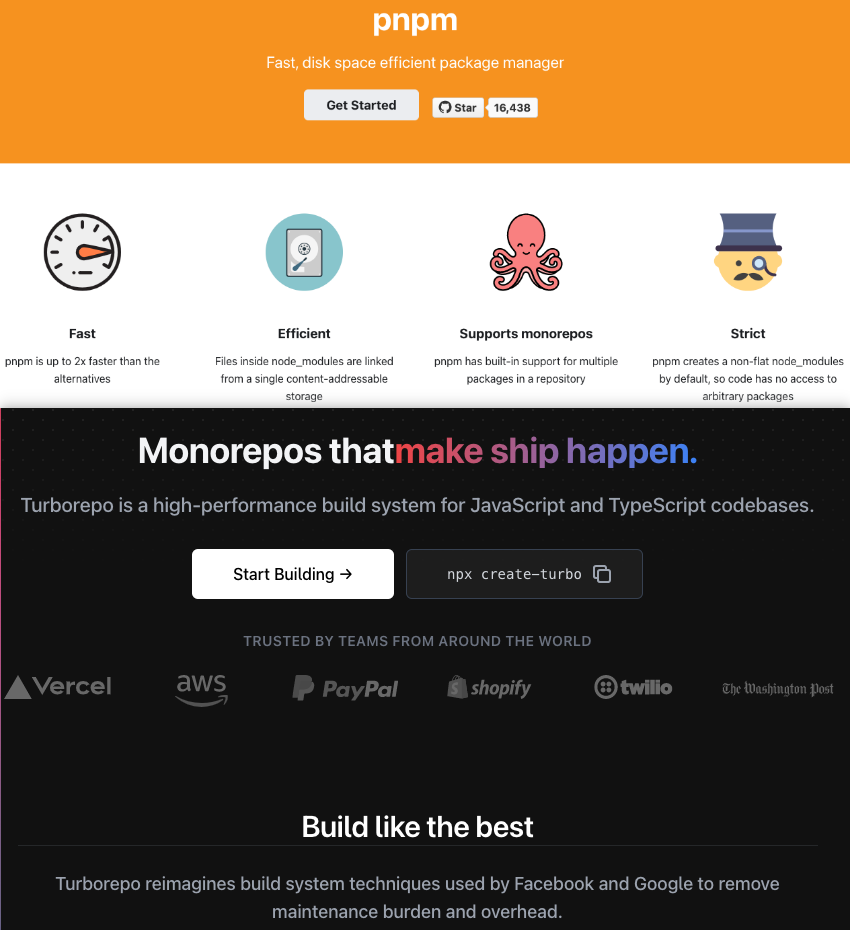 pnpm
Fast, disk space efficient package manager
Get Started
Star
16,438
Fast
pnpm is up to 2x faster than the
alternatives
Efficient
Files inside node_modules are linked
from a single content-addressable
storage
Supports monorepos
pnpm has built-in support for multiple
packages in a repository
Strict
pnpm creates a non-flat node_modules
by default, so code has no access to
arbitrary packages
Monorepos thatmake ship happen.
Turborepo is a high-performance build system for JavaScript and TypeScript codebases.
Start Building →
npx create-turbo
TRUSTED BY TEAMS FROM AROUND THE WORLD
Vercel
aws
PayPal
shopify
twilio
The Washington Post
Build like the best
Turborepo reimagines build system techniques used by Facebook and Google to remove
maintenance burden and overhead.